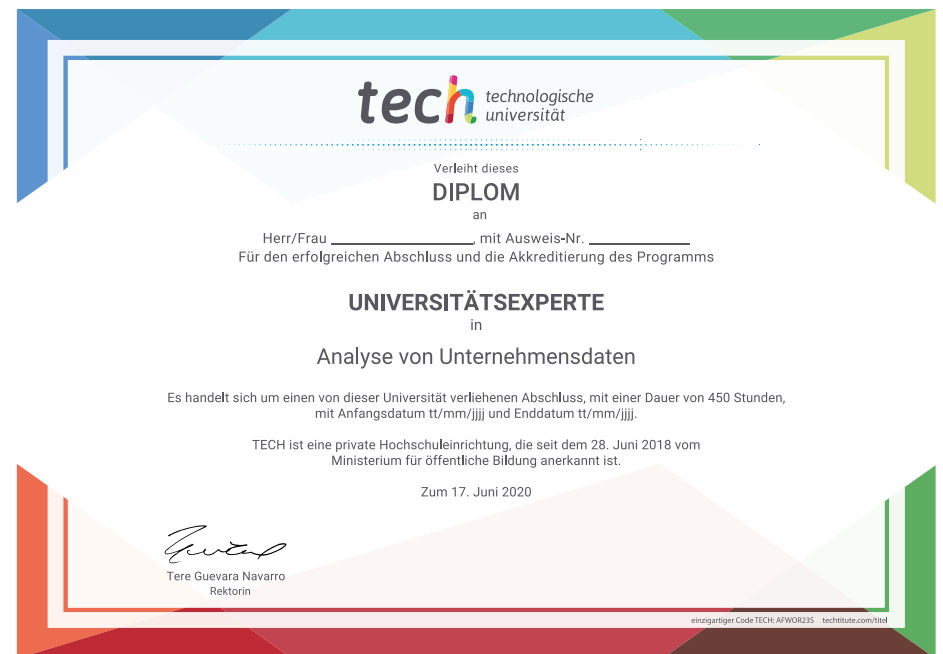 tech technologische
universität
Verleiht dieses
DIPLOM
an
Herr/Frau ____________, mit Ausweis-Nr. ____________
Für den erfolgreichen Abschluss und die Akkreditierung des Programms
UNIVERSITÄTSEXPERTE
in
Analyse von Unternehmensdaten
Es handelt sich um einen von dieser Universität verliehenen Abschluss, mit einer Dauer von 450 Stunden,
mit Anfangsdatum tt/mm/jjjj und Enddatum tt/mm/jjjj.
TECH ist eine private Hochschuleinrichtung, die seit dem 28. Juni 2018 vom
Ministerium für öffentliche Bildung anerkannt ist.
Zum 17. Juni 2020
Tere Guevara Navarro
Rektorin
einzigartiger Code TECH: AFWOR23S techtitute.com/titel